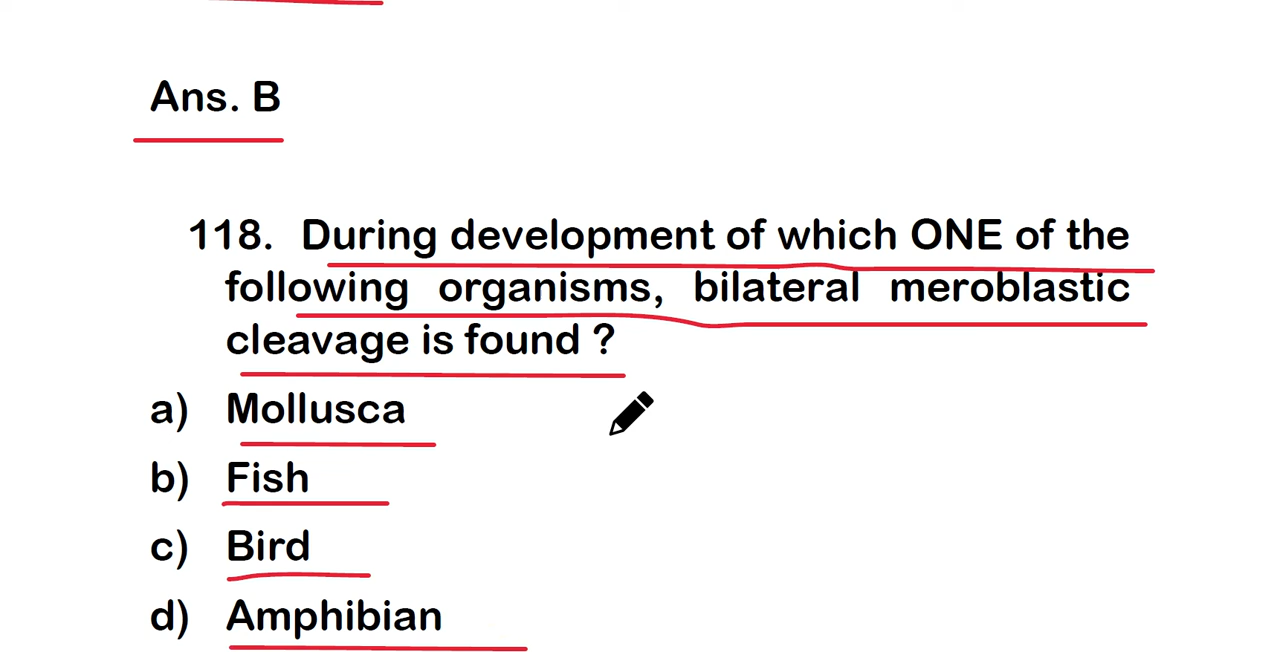 Ans. B
118. During development of which ONE of the
following organisms, bilateral meroblastic
cleavage is found ?
a) Mollusca
b) Fish
c) Bird
d) Amphibian